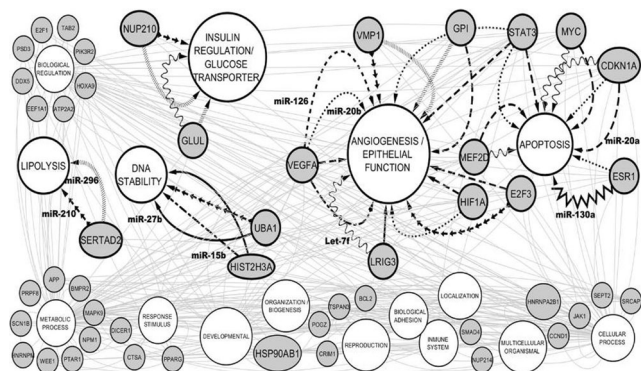 E2F1
TAB2
PSD3
PIK3R2
BIOLOGICAL
REGULATION
DDX5
HOXA9
EEF1A1
ATP2A2
NUP210
INSULIN
REGULATION/
GLUCOSE
TRANSPORTER
GLUL
VMP1
GPI
STAT3
MYC
CDKN1A
miR-126
miR-20b
miR-20a
ANGIOGENESIS /
EPITHELIAL
FUNCTION
VEGFA
MEF2D
APOPTOSIS
ESR1
miR-130a
HIF1A
E2F3
Let-7f
LRIG3
LIPOLYSIS
miR-296
miR-210
SERTAD2
DNA
STABILITY
miR-27b
UBA1
miR-15b
HIST2H3A
APP
BMPR2
PRPF8
MAPK9
METABOLIC
PROCESS
SCN1B
NPM1
HNRNPM
WEE1
PTAR1
DICER1
RESPONSE
STIMULUS
CTSA
PPARG
DEVELOPMENTAL
ORGANIZATION
BIOGENESIS
HSP90AB1
TSPAN3
BCL2
PODZ
CRIM1
REPRODUCTION
BIOLOGICAL
ADHESION
INMUNE
SYSTEM
LOCALIZATION
SMAD4
NUP214
MULTICELLULAR
ORGANISMAL
HNRNPA2B1
CCND1
JAK1
SEPT2
SRCAP
CELLULAR
PROCESS